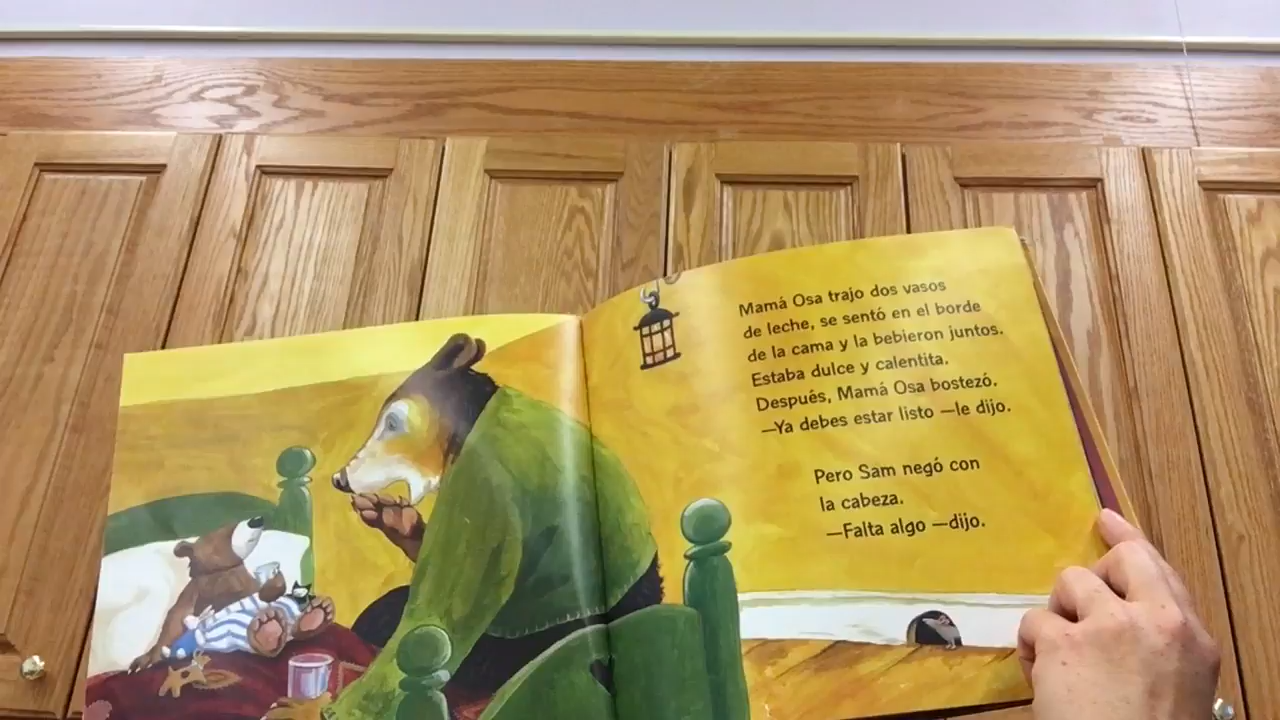 Mamá Osa trajo dos vasos
de leche, se sentó en el borde
de la cama y la bebieron juntos.
Estaba dulce y calentita.
Después, Mamá Osa bostezó.
—Ya debes estar listo —le dijo.
Pero Sam negó con
la cabeza.
—Falta algo —dijo.